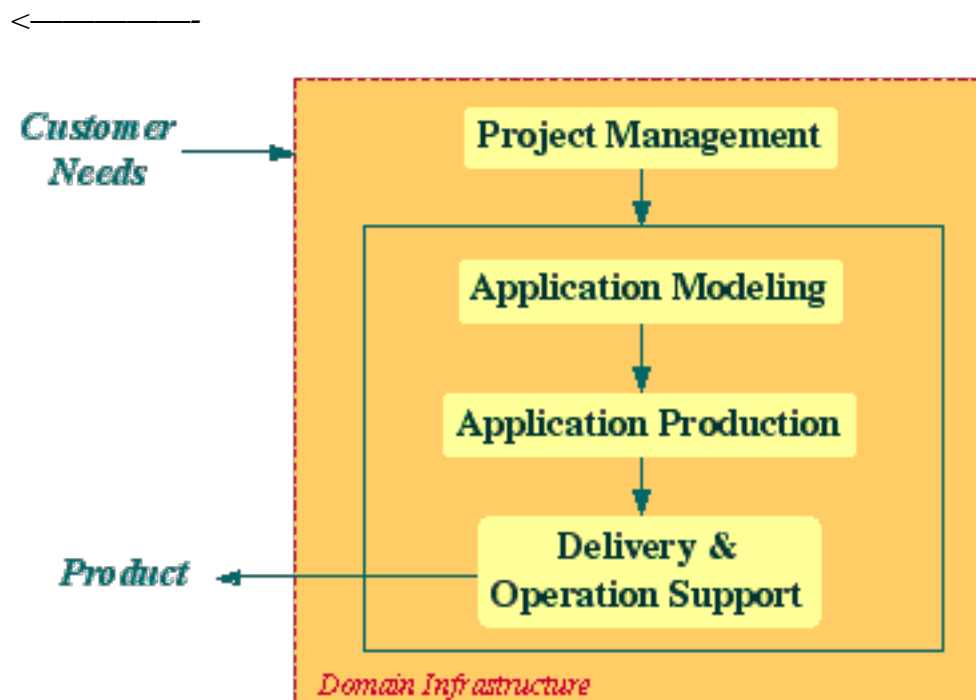 <—————-
Customer
Needs
Project Management
Application Modeling
Application Production
Delivery &
Operation Support
Product
Domain Infrastructure